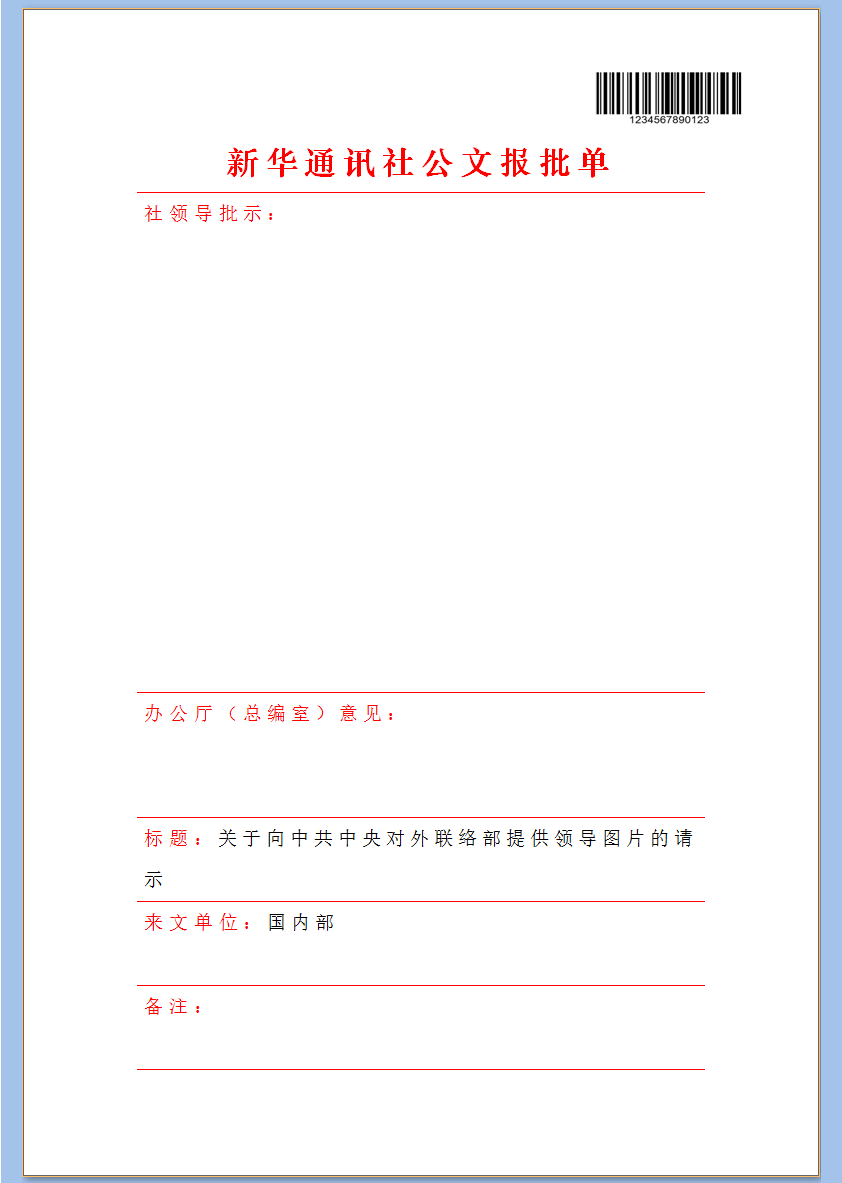 1234567890123
新华通讯社公文报批单
社领导批示：
办公厅（总编室）意见：
标题：关于向中共中央对外联络部提供领导图片的请
示
来文单位：国内部
备注：